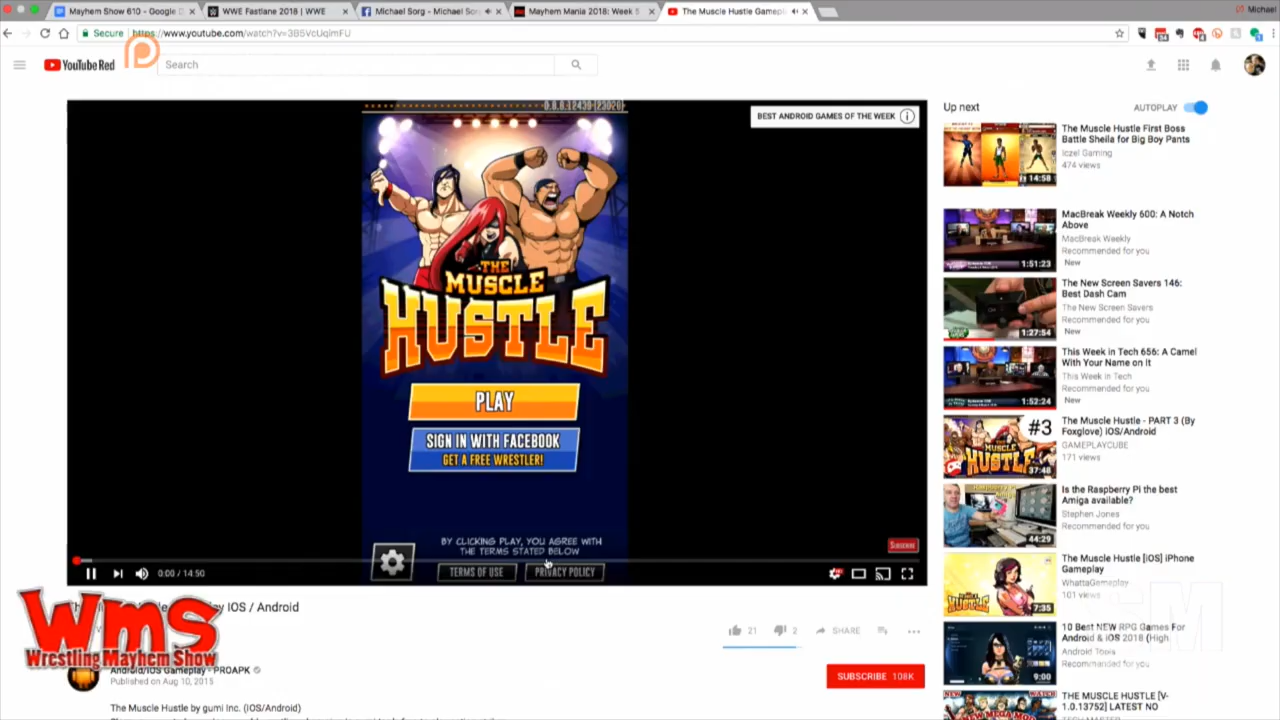 Mayhem Show 610 - Google D
WWE Fastlane 2018 | WWE
Michael Sorg - Michael Sorg
Mayhem Mania 2018: Week 5
The Muscle Hustle Gamepl
Michael
Secure
https://www.youtube.com/watch?v=3B5VcUqimFU
YouTube Red
Search
BEST ANDROID GAMES OF THE WEEK
THE
MUSCLE
HUSTLE
PLAY
SIGN IN WITH FACEBOOK
GET A FREE WRESTLER!
BY CLICKING PLAY, YOU AGREE WITH
THE TERMS STATED BELOW
TERMS OF USE
PRIVACY POLICY
SUBSCRIBE
0:00 / 14:50
IOS / Android
21
2
SHARE
WMS
Wrestling Mayhem Show
Android/IOS Gameplay - PROAPK
Published on Aug 10, 2015
SUBSCRIBE 108K
The Muscle Hustle by gumi Inc. (iOS/Android)
Up next
AUTOPLAY
The Muscle Hustle First Boss
Battle Sheila for Big Boy Pants
Iczel Gaming
474 views
14:58
MacBreak Weekly 600: A Notch
Above
MacBreak Weekly
Recommended for you
New
1:51:23
The New Screen Savers 146:
Best Dash Cam
The New Screen Savers
Recommended for you
New
1:27:54
This Week in Tech 656: A Camel
With Your Name on It
This Week in Tech
Recommended for you
New
1:52:24
The Muscle Hustle - PART 3 (By
Foxglove) iOS/Android
GAMEPLAYCUBE
171 views
#3
HUSTLE
37:48
Is the Raspberry Pi the best
Amiga available?
Stephen Jones
Recommended for you
44:29
The Muscle Hustle [iOS] iPhone
Gameplay
WhattaGameplay
101 views
HUSTLE
7:35
10 Best NEW RPG Games For
Android & iOS 2018 (High
Android Tools
Recommended for you
9:00
THE MUSCLE HUSTLE [V-
1.0.13752] LATEST NO
NEW
WATCH